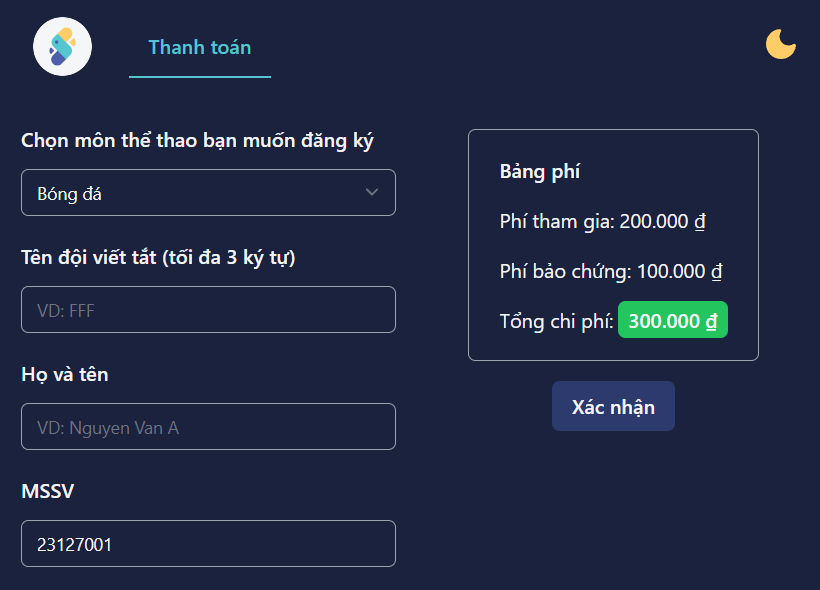 Thanh toán
Chọn môn thể thao bạn muốn đăng ký
Bóng đá
Tên đội viết tắt (tối đa 3 ký tự)
VD: FFF
Họ và tên
VD: Nguyen Van A
MSSV
23127001
Bảng phí
Phí tham gia: 200.000 ₫
Phí bảo chứng: 100.000 ₫
Tổng chi phí: 300.000 ₫
Xác nhận